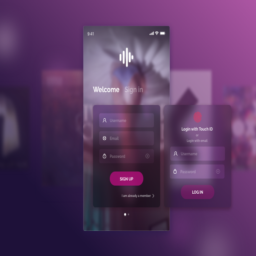 9:41
Welcome Sign in
Username
Email
Password
SIGN UP
I am already a member
Login with Touch ID
or
Username
Password
LOG IN